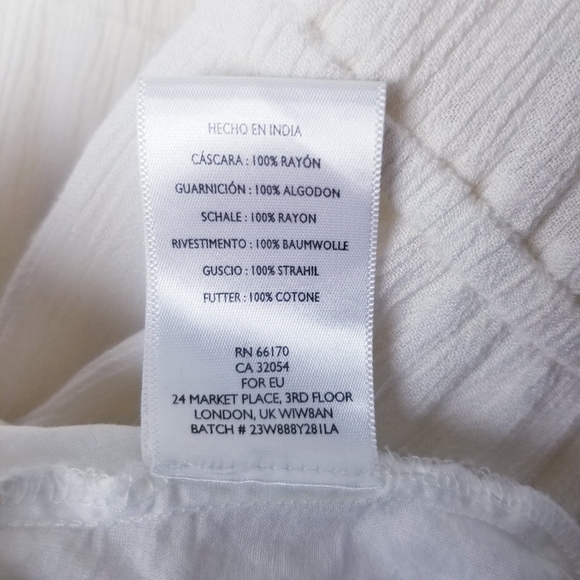 HECHO EN INDIA
CÁSCARA : 100% RAYÓN
GUARNICIÓN : 100% ALGODON
SCHALE : 100% RAYON
RIVESTIMENTO : 100% BAUMWOLLE
GUSCIO : 100% STRAHIL
FUTTER : 100% COTONE
RN 66170
CA 32054
FOR EU
24 MARKET PLACE, 3RD FLOOR
LONDON, UK WIW8AN
BATCH # 23W888Y281LA